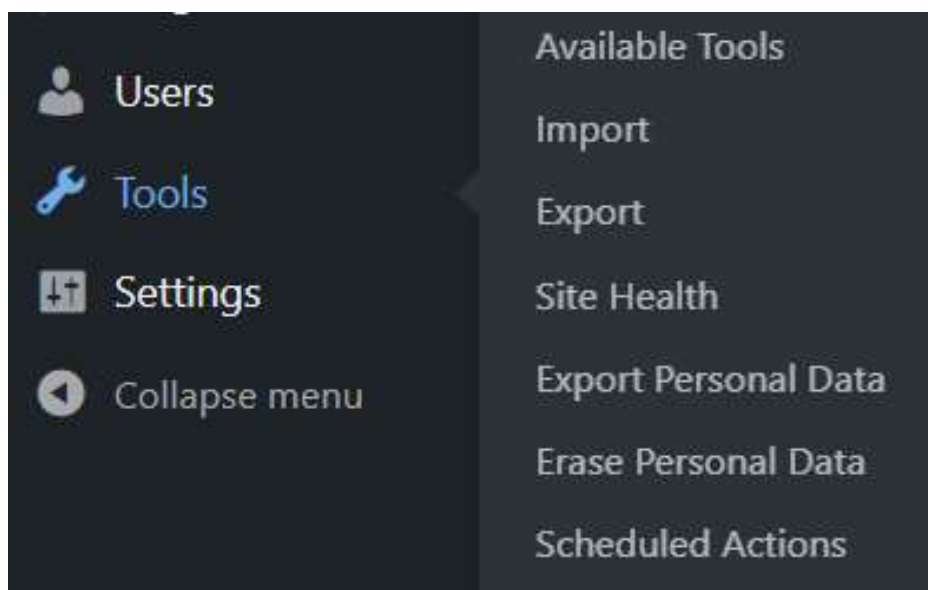 Users
Tools
Settings
Collapse menu
Available Tools
Import
Export
Site Health
Export Personal Data
Erase Personal Data
Scheduled Actions